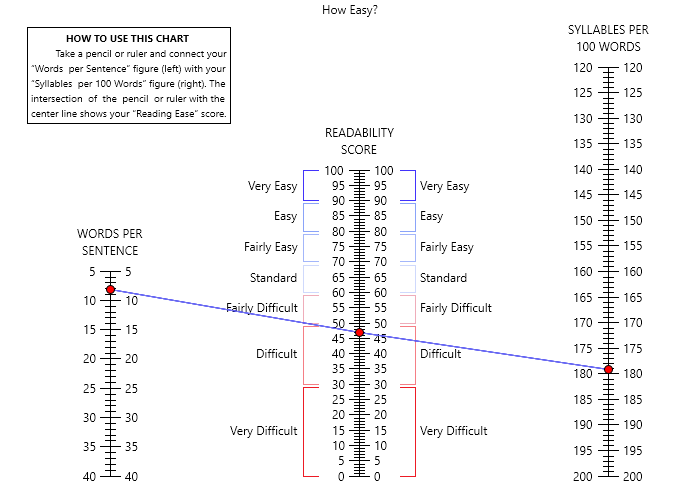 How Easy?
HOW TO USE THIS CHART
Take a pencil or ruler and connect your
"Words per Sentence" figure (left) with your
"Syllables per 100 Words" figure (right). The
intersection of the pencil or ruler with the
center line shows your "Reading Ease" score.
WORDS PER
SENTENCE
5 5
10 10
15 15
20 20
25 25
30 30
35 35
40 40
READABILITY
SCORE
100 100
95 95
90 90
85 85
80 80
75 75
70 70
65 65
60 60
55 55
50 50
45 45
40 40
35 35
30 30
25 25
20 20
15 15
10 10
5 5
0 0
Very Easy Very Easy
Easy Easy
Fairly Easy Fairly Easy
Standard Standard
Fairly Difficult Fairly Difficult
Difficult Difficult
Very Difficult Very Difficult
SYLLABLES PER
100 WORDS
120 120
125 125
130 130
135 135
140 140
145 145
150 150
155 155
160 160
165 165
170 170
175 175
180 180
185 185
190 190
195 195
200 200